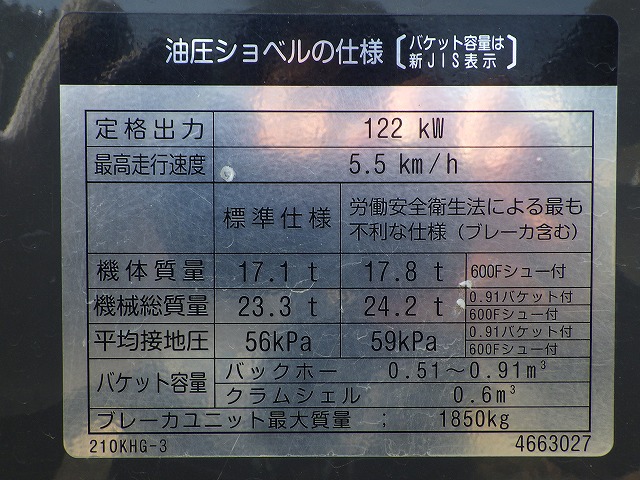 油圧ショベルの仕様〔バケット容量は
新JIS表示〕
定格出力 122 kW
最高走行速度 5.5 km/h
標準仕様 労働安全衛生法による最も
不利な仕様（ブレーカ含む）
機体質量 17.1 t 17.8 t 600Fシュー付
機械総質量 23.3 t 24.2 t 0.91バケット付
600Fシュー付
平均接地圧 56kPa 59kPa 0.91バケット付
600Fシュー付
バケット容量 バックホー 0.51～0.91m³
クラムシェル 0.6m³
ブレーカユニット最大質量 ; 1850kg
210KHG-3 4663027